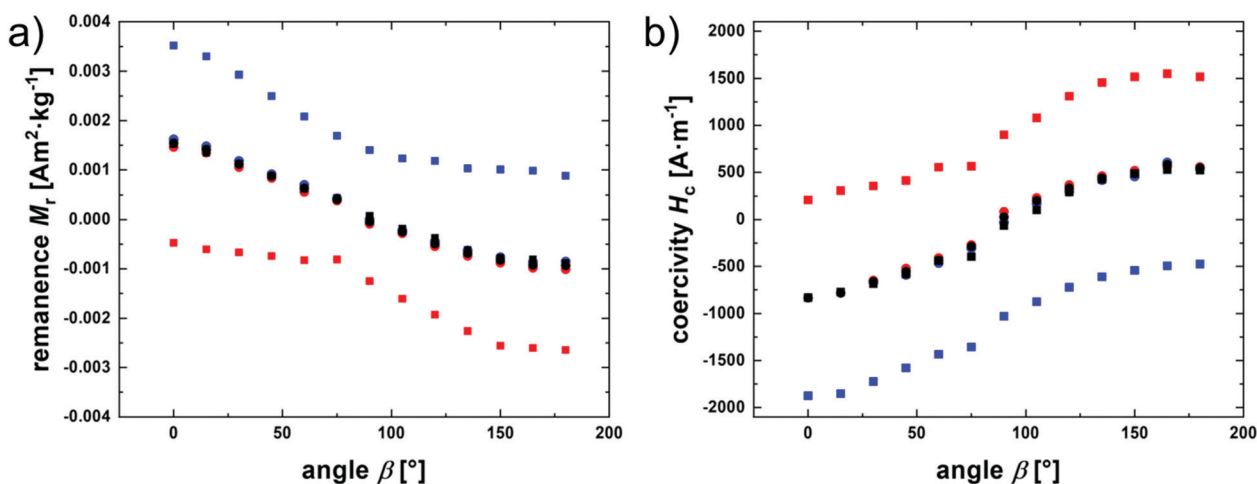 a)
remanence Mr [Am²·kg⁻¹]
0.004
0.003
0.002
0.001
0.000
-0.001
-0.002
-0.003
-0.004
0 50 100 150 200
angle β [°]
b)
coercivity Hc [A·m⁻¹]
2000
1500
1000
500
0
-500
-1000
-1500
-2000
0 50 100 150 200
angle β [°]